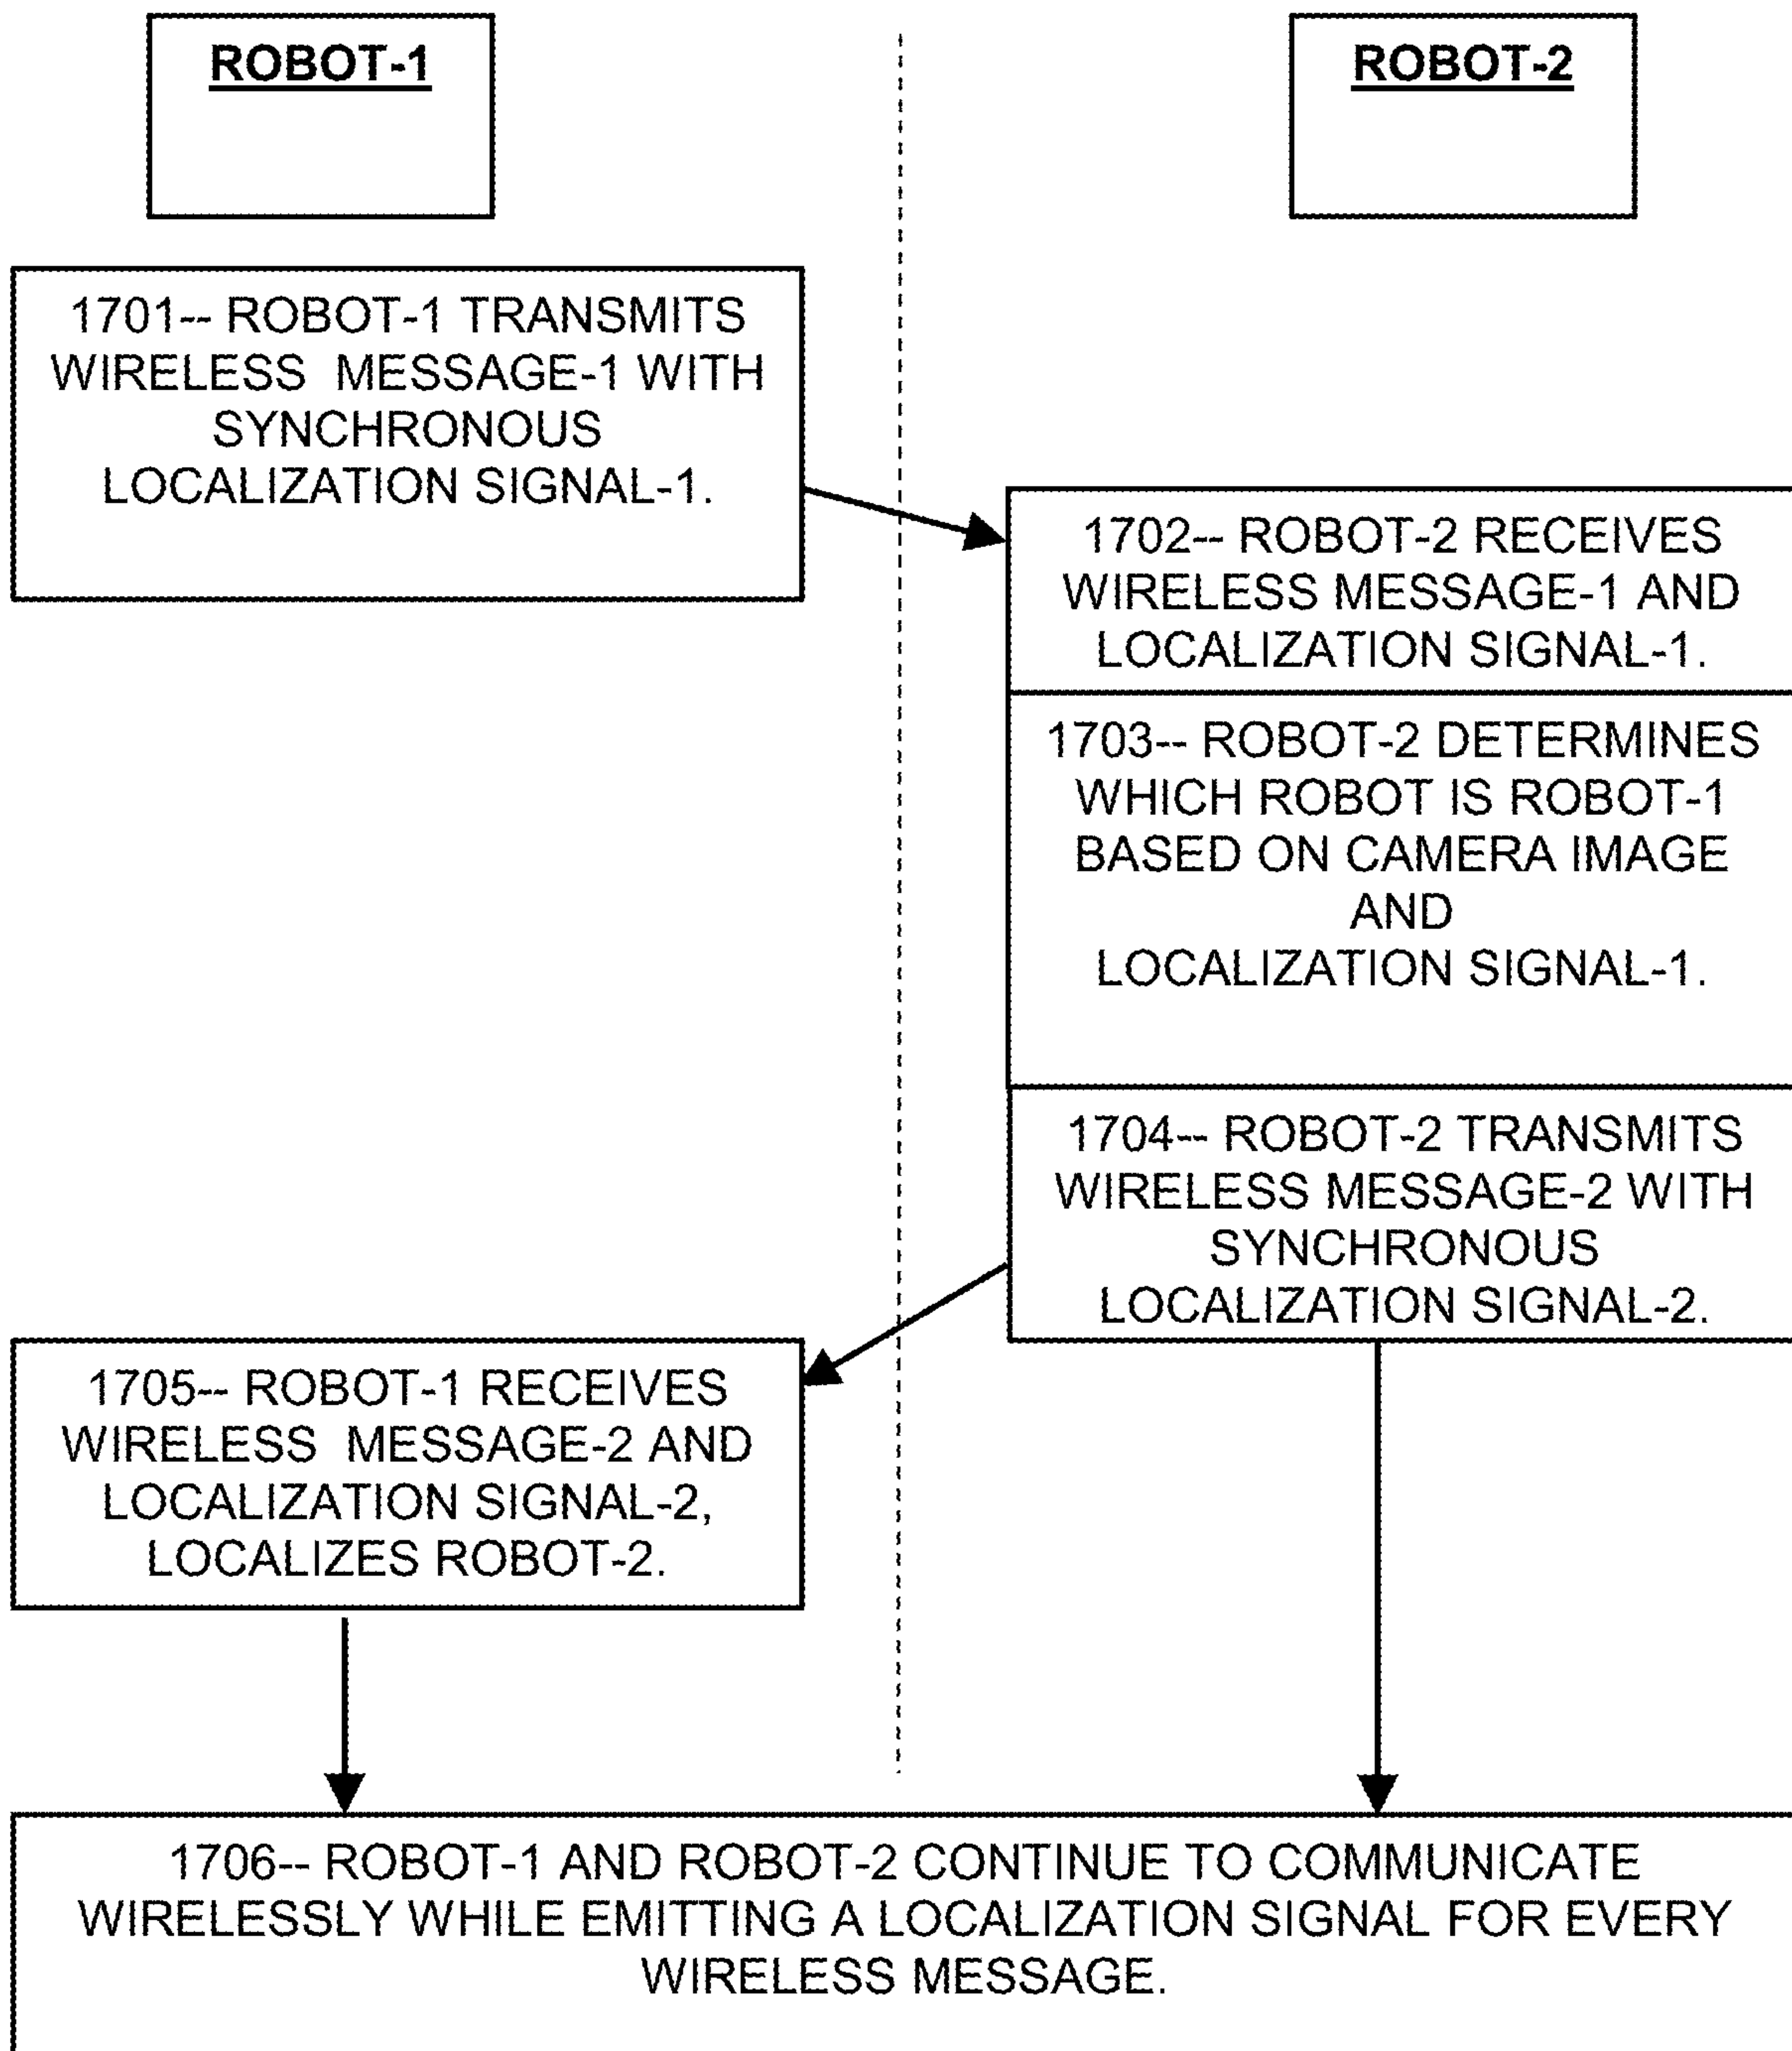 ROBOT-1
ROBOT-2
1701-- ROBOT-1 TRANSMITS
WIRELESS MESSAGE-1 WITH
SYNCHRONOUS
LOCALIZATION SIGNAL-1.
1702-- ROBOT-2 RECEIVES
WIRELESS MESSAGE-1 AND
LOCALIZATION SIGNAL-1.
1703-- ROBOT-2 DETERMINES
WHICH ROBOT IS ROBOT-1
BASED ON CAMERA IMAGE
AND
LOCALIZATION SIGNAL-1.
1704-- ROBOT-2 TRANSMITS
WIRELESS MESSAGE-2 WITH
SYNCHRONOUS
LOCALIZATION SIGNAL-2.
1705-- ROBOT-1 RECEIVES
WIRELESS MESSAGE-2 AND
LOCALIZATION SIGNAL-2,
LOCALIZES ROBOT-2.
1706-- ROBOT-1 AND ROBOT-2 CONTINUE TO COMMUNICATE
WIRELESSLY WHILE EMITTING A LOCALIZATION SIGNAL FOR EVERY
WIRELESS MESSAGE.